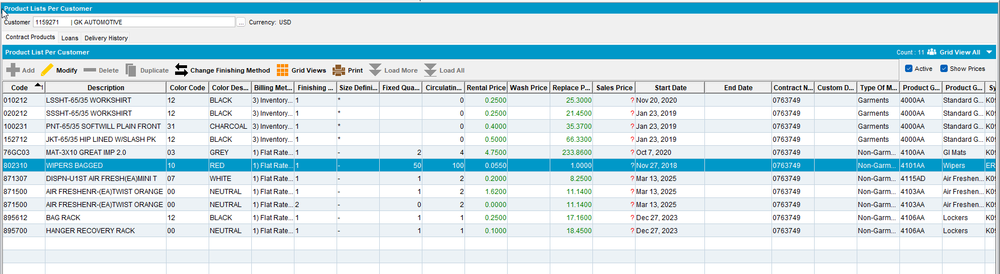 Product Lists Per Customer
Customer 1159271 | GK AUTOMOTIVE ... Currency: USD
Contract Products Loans Delivery History
Product List Per Customer Count : 11 Grid View All
Add Modify Delete Duplicate Change Finishing Method Grid Views Print Load More Load All Active Show Prices
Code 1 Description Color Code Color Des... Billing Met... Finishing ... Size Defini... Fixed Qua... Circulatin... Rental Price Wash Price Replace P... Sales Price Start Date End Date Contract N... Custom D... Type Of M... Product G... Product G... Sy
010212 LSSHT-65/35 WORKSHIRT 12 BLACK 3) Inventory... 1 * 0 0.2500 25.3000 ? Nov 20, 2020 0763749 Garments 4000AA Standard G... K09
020212 SSSHT-65/35 WORKSHIRT 12 BLACK 3) Inventory... 1 * 0 0.2500 21.4500 ? Jan 23, 2019 0763749 Garments 4000AA Standard G... K09
100231 PNT-65/35 SOFTWILL PLAIN FRONT 31 CHARCOAL 3) Inventory... 1 * 0 0.4000 35.3700 ? Jan 23, 2019 0763749 Garments 4000AA Standard G... K09
152712 JKT-65/35 HIP LINED W/SLASH PK 12 BLACK 3) Inventory... 1 * 0 0.5000 66.3300 ? Jan 23, 2019 0763749 Garments 4000AA Standard G... K09
76GC03 MAT-3X10 GREAT IMP 2.0 03 GREY 1) Flat Rate... 1 - 2 4 4.7500 233.8600 ? Oct 7, 2020 0763749 Non-Garm... 4100AA GI Mats K09
802310 WIPERS BAGGED 10 RED 1) Flat Rate... 1 - 50 100 0.0550 1.0000 ? Nov 27, 2018 0763749 Non-Garm... 4101AA Wipers ER
871307 DISPN-U1ST AIR FRESH(EA)MINI T 07 WHITE 1) Flat Rate... 1 - 1 2 0.2000 8.2500 ? Mar 13, 2025 0763749 Non-Garm... 4115AD Air Freshen... K09
871500 AIR FRESHENR-(EA)TWIST ORANGE 00 NEUTRAL 1) Flat Rate... 1 - 1 2 1.6200 11.1400 ? Mar 13, 2025 0763749 Non-Garm... 4103AA Air Freshen... K09
871500 AIR FRESHENR-(EA)TWIST ORANGE 00 NEUTRAL 1) Flat Rate... 2 - 0 2 0.0000 11.1400 ? Mar 13, 2025 0763749 Non-Garm... 4103AA Air Freshen... K09
895612 BAG RACK 12 BLACK 1) Flat Rate... 1 - 1 1 0.2500 17.1600 ? Dec 27, 2023 0763749 Non-Garm... 4106AA Lockers K09
895700 HANGER RECOVERY RACK 00 NEUTRAL 1) Flat Rate... 1 - 1 1 0.1000 18.4500 ? Dec 27, 2023 0763749 Non-Garm... 4106AA Lockers K09